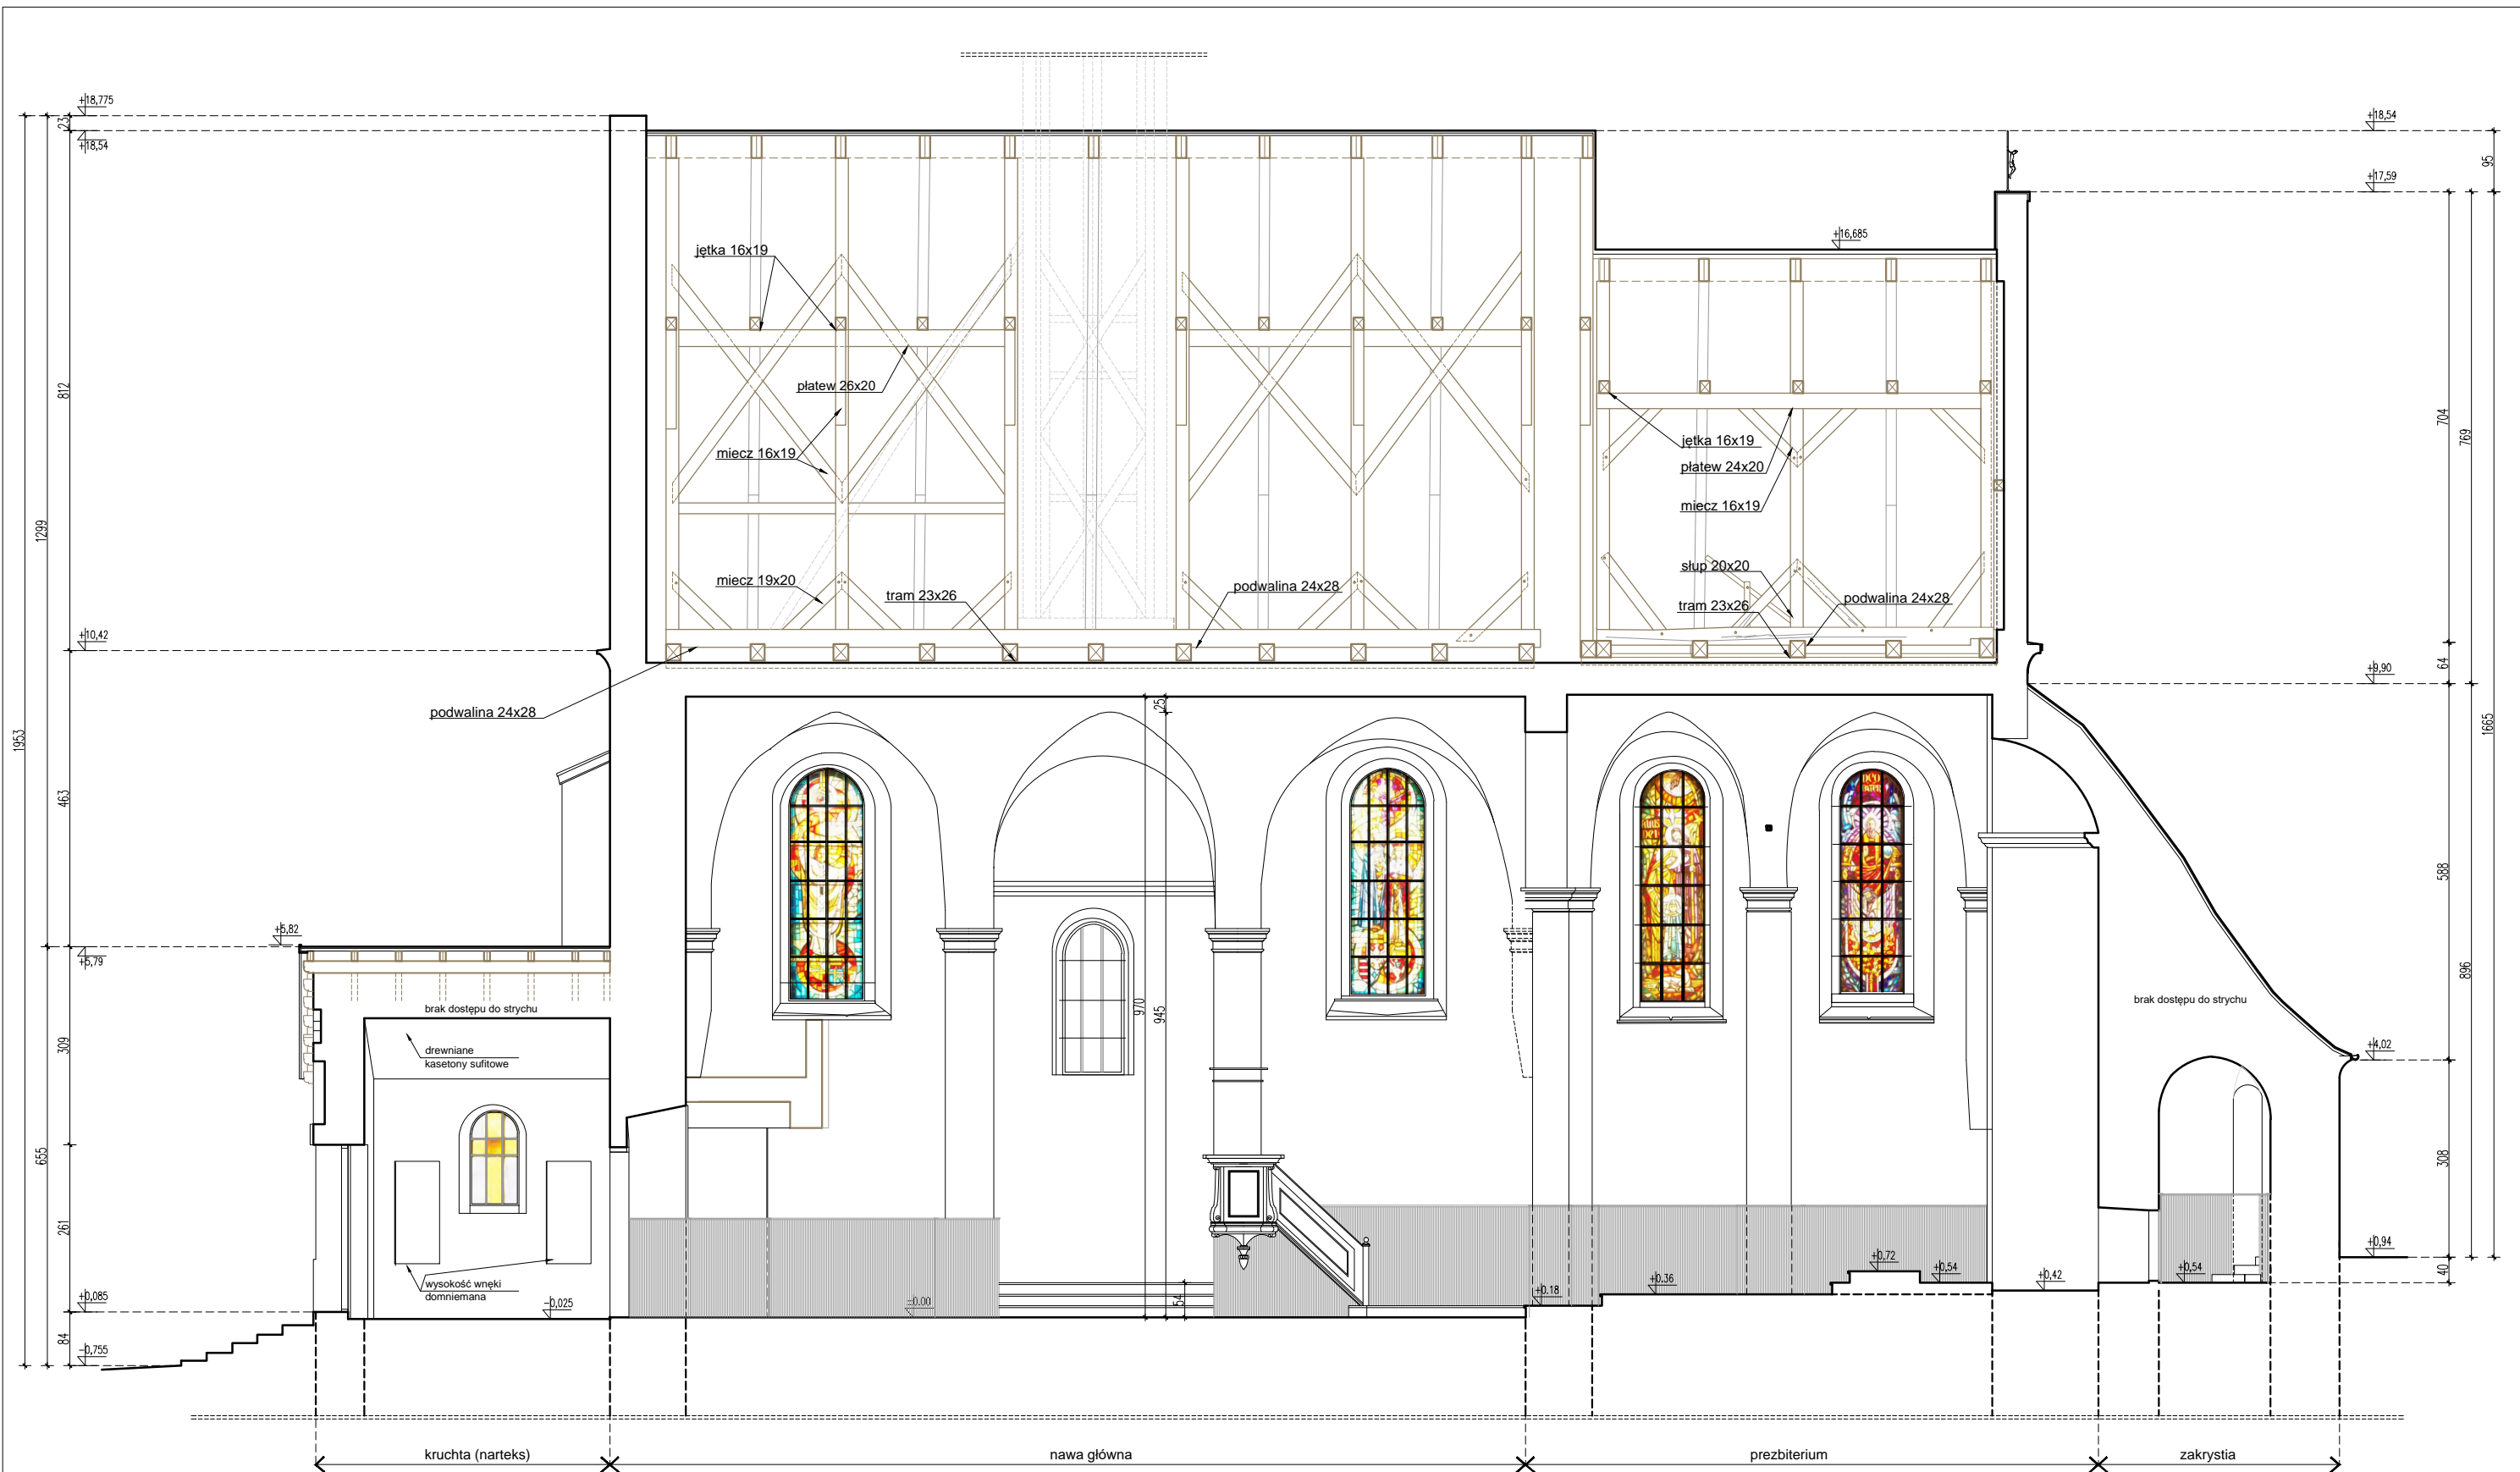 +18,775
23
+18,54
812
1299
1953
+10,42
463
+5,82
+5,79
309
655
261
+0,085
84
-0,755
jętka 16x19
płatew 26x20
miecz 16x19
miecz 19x20
tram 23x26
podwalina 24x28
podwalina 24x28
+16,685
jętka 16x19
płatew 24x20
miecz 16x19
słup 20x20
tram 23x26
podwalina 24x28
+18,54
95
+17,59
704
769
64
+9,90
1665
588
896
+4,02
308
+0,94
40
brak dostępu do strychu
drewniane
kasetony sufitowe
wysokość wnęki
domniemana
-0,025
±0.00
25
970
945
54
AGNUS
DEI
DEO
PATER
+0.18
+0.36
+0,72
+0,54
+0,42
+0,54
brak dostępu do strychu
kruchta (narteks)
nawa główna
prezbiterium
zakrystia